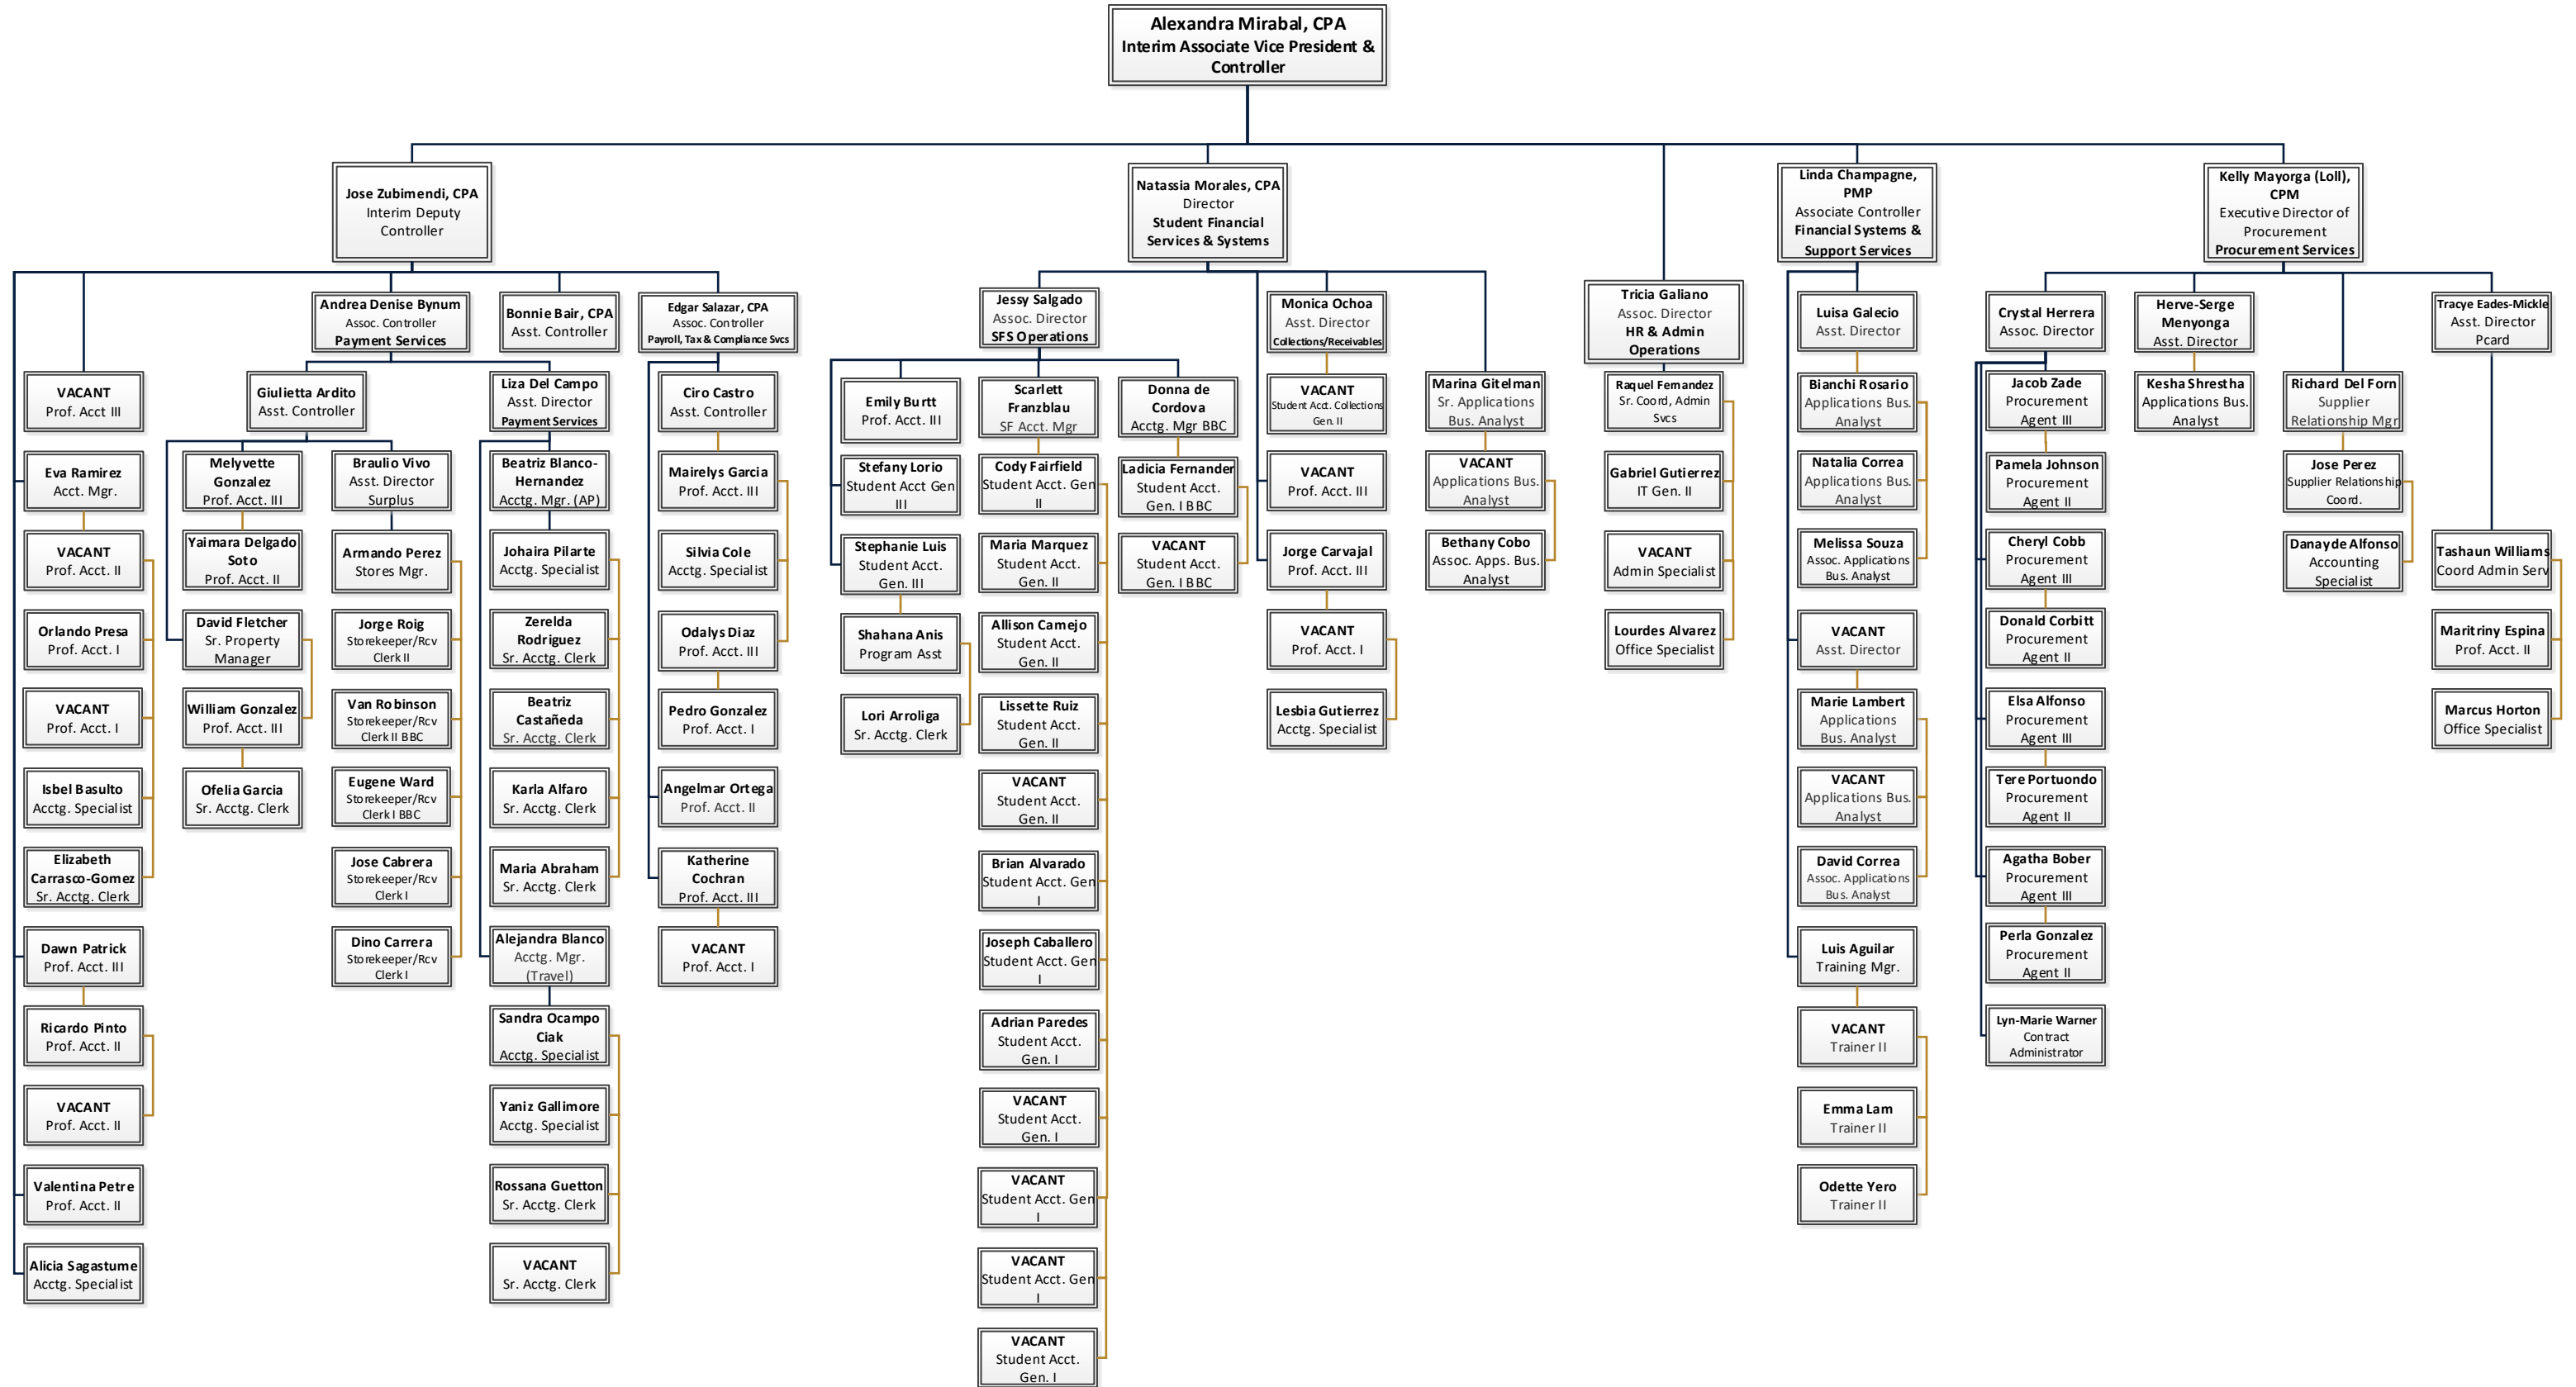 Alexandra Mirabal, CPA
Interim Associate Vice President &
Controller
Jose Zubimendi, CPA
Interim Deputy
Controller
Natassia Morales, CPA
Director
Student Financial
Services & Systems
Linda Champagne,
PMP
Associate Controller
Financial Systems &
Support Services
Kelly Mayorga (Loll),
CPM
Executive Director of
Procurement
Procurement Services
VACANT
Prof. Acct III
Eva Ramirez
Acct. Mgr.
VACANT
Prof. Acct. II
Orlando Presa
Prof. Acct. I
VACANT
Prof. Acct. I
Isbel Basulto
Acctg. Specialist
Elizabeth
Carrasco-Gomez
Sr. Acctg. Clerk
Dawn Patrick
Prof. Acct. III
Ricardo Pinto
Prof. Acct. II
VACANT
Prof. Acct. II
Valentina Petre
Prof. Acct. II
Alicia Sagastume
Acctg. Specialist
Andrea Denise Bynum
Assoc. Controller
Payment Services
Giulietta Ardito
Asst. Controller
Melyvette
Gonzalez
Prof. Acct. III
Yaimara Delgado
Soto
Prof. Acct. II
David Fletcher
Sr. Property
Manager
William Gonzalez
Prof. Acct. III
Ofelia Garcia
Sr. Acctg. Clerk
Braulio Vivo
Asst. Director
Surplus
Armando Perez
Stores Mgr.
Jorge Roig
Storekeeper/Rcv
Clerk II
Van Robinson
Storekeeper/Rcv
Clerk II BBC
Eugene Ward
Storekeeper/Rcv
Clerk I BBC
Jose Cabrera
Storekeeper/Rcv
Clerk I
Dino Carrera
Storekeeper/Rcv
Clerk I
Liza Del Campo
Asst. Director
Payment Services
Beatriz Blanco-
Hernandez
Acctg. Mgr. (AP)
Johaira Pilarte
Acctg. Specialist
Zerelda
Rodriguez
Sr. Acctg. Clerk
Beatriz
Castañeda
Sr. Acctg. Clerk
Karla Alfaro
Sr. Acctg. Clerk
Maria Abraham
Sr. Acctg. Clerk
Alejandra Blanco
Acctg. Mgr.
(Travel)
Sandra Ocampo
Ciak
Acctg. Specialist
Yaniz Gallimore
Acctg. Specialist
Rossana Guetton
Sr. Acctg. Clerk
VACANT
Sr. Acctg. Clerk
Bonnie Bair, CPA
Asst. Controller
Edgar Salazar, CPA
Assoc. Controller
Payroll, Tax & Compliance Svcs
Ciro Castro
Asst. Controller
Mairelys Garcia
Prof. Acct. III
Silvia Cole
Acctg. Specialist
Odalys Diaz
Prof. Acct. III
Pedro Gonzalez
Prof. Acct. I
Angelmar Ortega
Prof. Acct. II
Katherine
Cochran
Prof. Acct. III
VACANT
Prof. Acct. I
Jessy Salgado
Assoc. Director
SFS Operations
Emily Burtt
Prof. Acct. III
Stefany Lorio
Student Acct Gen
III
Stephanie Luis
Student Acct.
Gen. III
Shahana Anis
Program Asst
Lori Arroliga
Sr. Acctg. Clerk
Scarlett
Franzblau
SF Acct. Mgr
Cody Fairfield
Student Acct. Gen
II
Maria Marquez
Student Acct.
Gen. II
Allison Camejo
Student Acct.
Gen. II
Lissette Ruiz
Student Acct.
Gen. II
VACANT
Student Acct.
Gen. II
Brian Alvarado
Student Acct. Gen
I
Joseph Caballero
Student Acct. Gen
I
Adrian Paredes
Student Acct.
Gen. I
VACANT
Student Acct.
Gen. I
VACANT
Student Acct. Gen
I
VACANT
Student Acct. Gen
I
VACANT
Student Acct.
Gen. I
Donna de
Cordova
Acctg. Mgr BBC
Ladicia Fernander
Student Acct.
Gen. I BBC
VACANT
Student Acct.
Gen. I BBC
Monica Ochoa
Asst. Director
Collections/Receivables
VACANT
Student Acct. Collections
Gen. II
VACANT
Prof. Acct. III
Jorge Carvajal
Prof. Acct. III
VACANT
Prof. Acct. I
Lesbia Gutierrez
Acctg. Specialist
Marina Gitelman
Sr. Applications
Bus. Analyst
VACANT
Applications Bus.
Analyst
Bethany Cobo
Assoc. Apps. Bus.
Analyst
Tricia Galiano
Assoc. Director
HR & Admin
Operations
Raquel Fernandez
Sr. Coord, Admin
Svcs
Gabriel Gutierrez
IT Gen. II
VACANT
Admin Specialist
Lourdes Alvarez
Office Specialist
Luisa Galecio
Asst. Director
Bianchi Rosario
Applications Bus.
Analyst
Natalia Correa
Applications Bus.
Analyst
Melissa Souza
Assoc. Applications
Bus. Analyst
VACANT
Asst. Director
Marie Lambert
Applications
Bus. Analyst
VACANT
Applications Bus.
Analyst
David Correa
Assoc. Applications
Bus. Analyst
Luis Aguilar
Training Mgr.
VACANT
Trainer II
Emma Lam
Trainer II
Odette Yero
Trainer II
Crystal Herrera
Assoc. Director
Jacob Zade
Procurement
Agent III
Pamela Johnson
Procurement
Agent II
Cheryl Cobb
Procurement
Agent III
Donald Corbitt
Procurement
Agent II
Elsa Alfonso
Procurement
Agent III
Tere Portuondo
Procurement
Agent II
Agatha Bober
Procurement
Agent III
Perla Gonzalez
Procurement
Agent II
Lyn-Marie Warner
Contract
Administrator
Herve-Serge
Menyonga
Asst. Director
Kesha Shrestha
Applications Bus.
Analyst
Richard Del Forn
Supplier
Relationship Mgr
Jose Perez
Supplier Relationship
Coord.
Danayde Alfonso
Accounting
Specialist
Tracye Eades-Mickle
Asst. Director
Pcard
Tashaun Williams
Coord Admin Serv
Maritriny Espina
Prof. Acct. II
Marcus Horton
Office Specialist